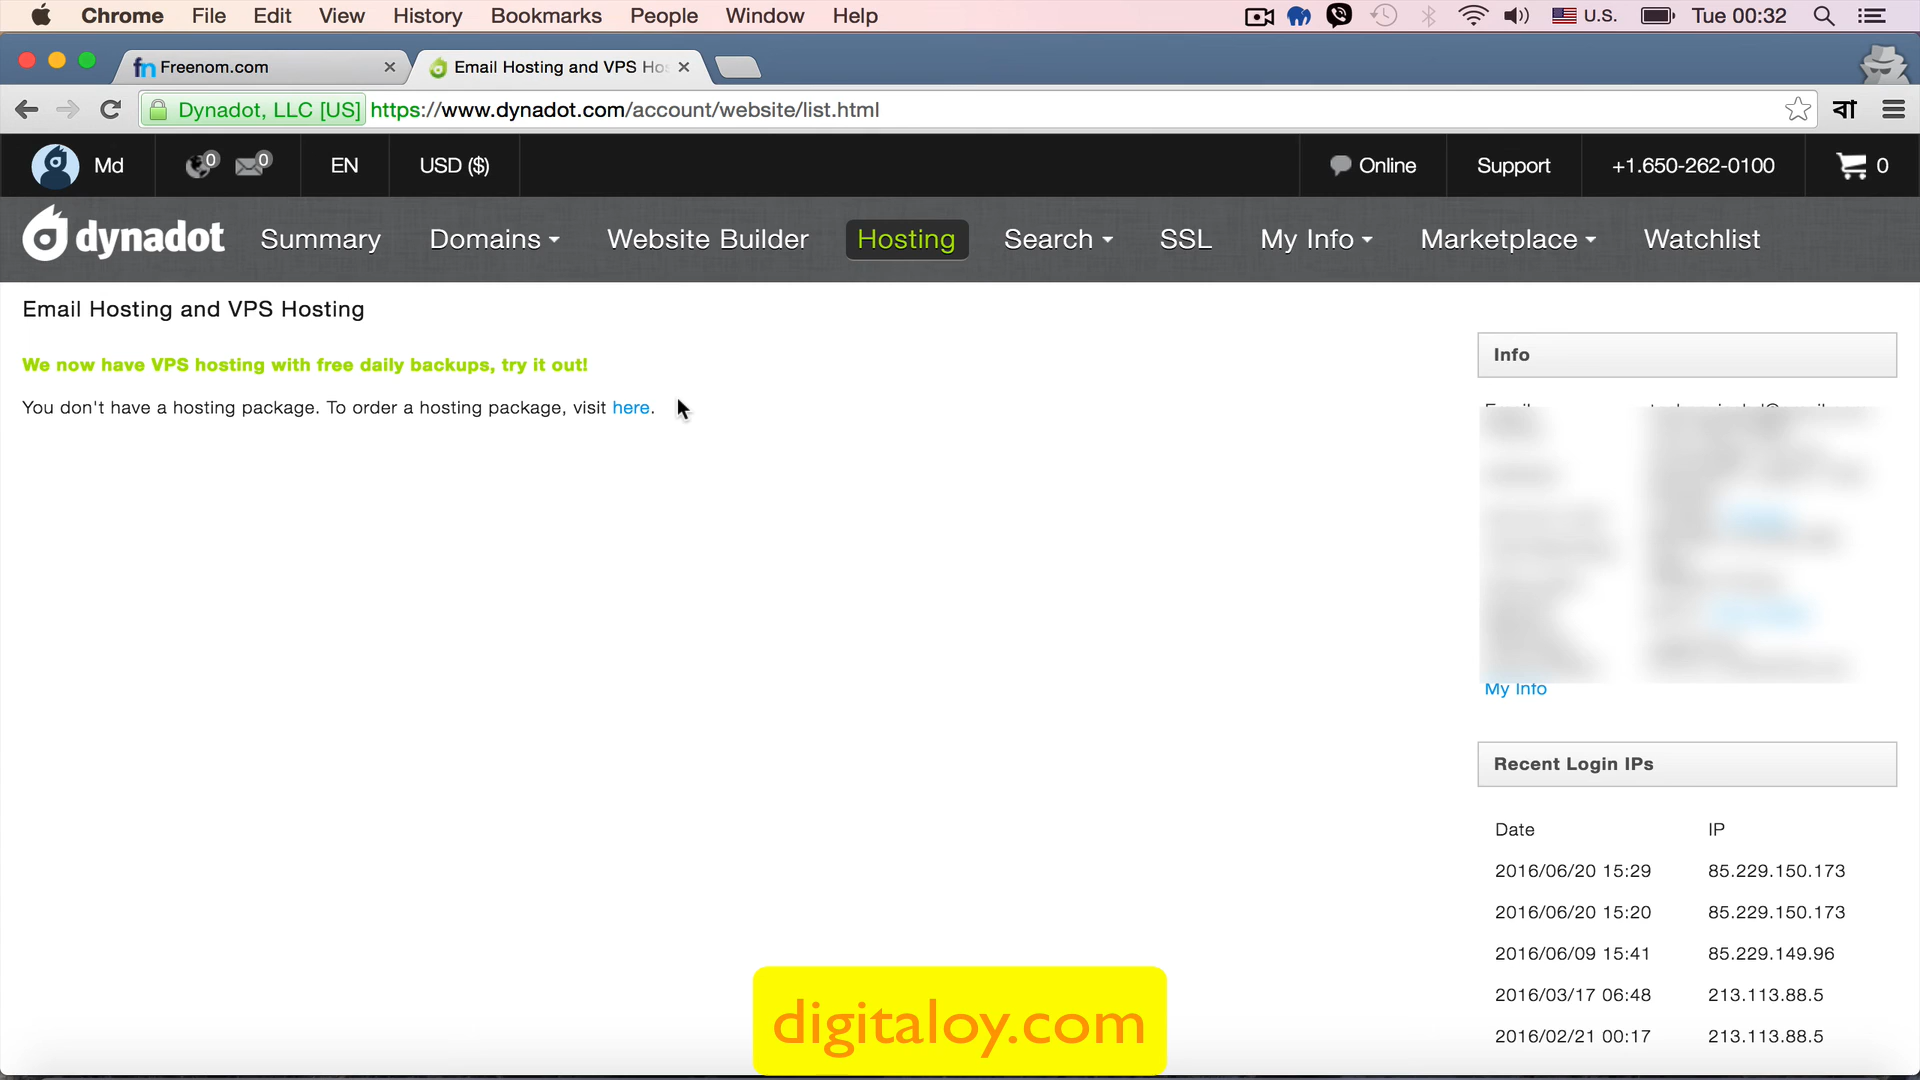 Chrome File Edit View History Bookmarks People Window Help U.S. Tue 00:32
fn Freenom.com Email Hosting and VPS Ho
Dynadot, LLC [US] https://www.dynadot.com/account/website/list.html বা
Md 0 0 EN USD ($) Online Support +1.650-262-0100 0
dynadot Summary Domains Website Builder Hosting Search SSL My Info Marketplace Watchlist
Email Hosting and VPS Hosting
Info
We now have VPS hosting with free daily backups, try it out!
You don't have a hosting package. To order a hosting package, visit here.
My Info
Recent Login IPs
Date IP
2016/06/20 15:29 85.229.150.173
2016/06/20 15:20 85.229.150.173
2016/06/09 15:41 85.229.149.96
2016/03/17 06:48 213.113.88.5
2016/02/21 00:17 213.113.88.5
digitaloy.com